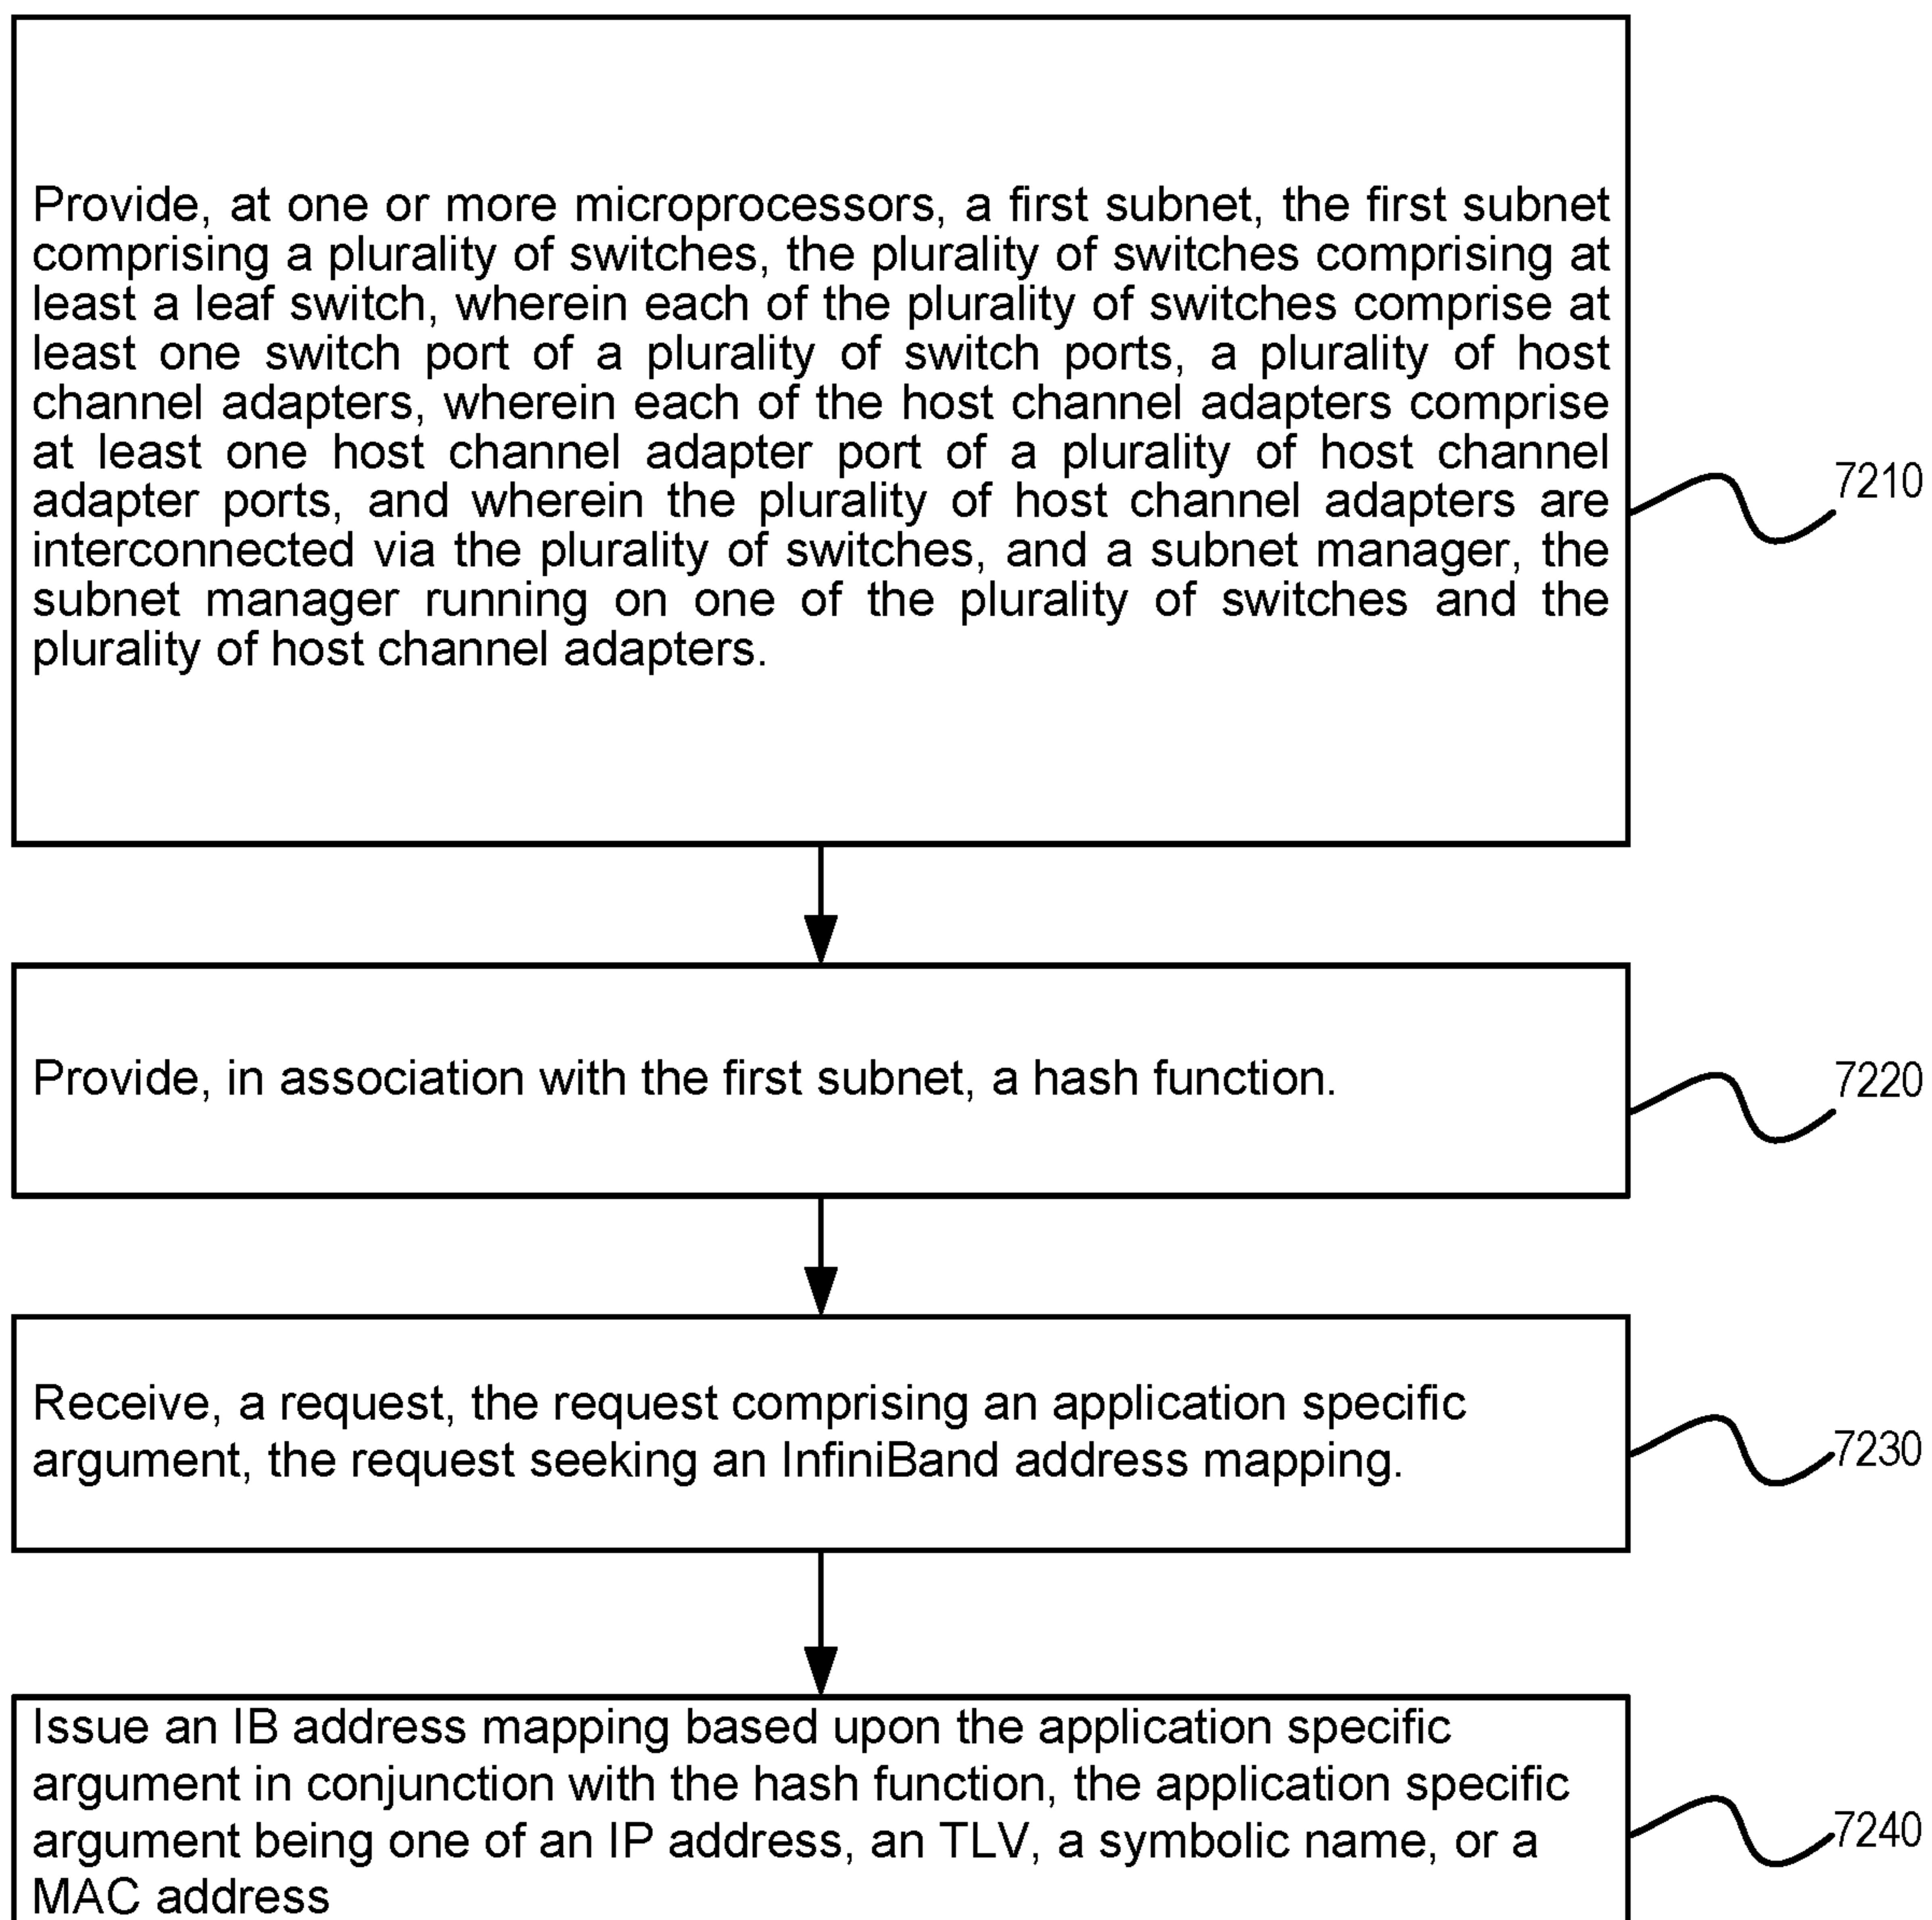 Provide, at one or more microprocessors, a first subnet, the first subnet
comprising a plurality of switches, the plurality of switches comprising at
least a leaf switch, wherein each of the plurality of switches comprise at
least one switch port of a plurality of switch ports, a plurality of host
channel adapters, wherein each of the host channel adapters comprise
at least one host channel adapter port of a plurality of host channel
adapter ports, and wherein the plurality of host channel adapters are
interconnected via the plurality of switches, and a subnet manager, the
subnet manager running on one of the plurality of switches and the
plurality of host channel adapters.
7210
Provide, in association with the first subnet, a hash function.
7220
Receive, a request, the request comprising an application specific
argument, the request seeking an InfiniBand address mapping.
7230
Issue an IB address mapping based upon the application specific
argument in conjunction with the hash function, the application specific
argument being one of an IP address, an TLV, a symbolic name, or a
MAC address
7240